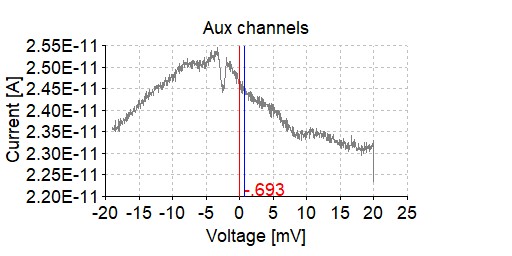 Aux channels
2.55E-11
2.50E-11
2.45E-11
2.40E-11
2.35E-11
2.30E-11
2.25E-11
2.20E-11
Current [A]
-.693
-20 -15 -10 -5 0 5 10 15 20 25
Voltage [mV]